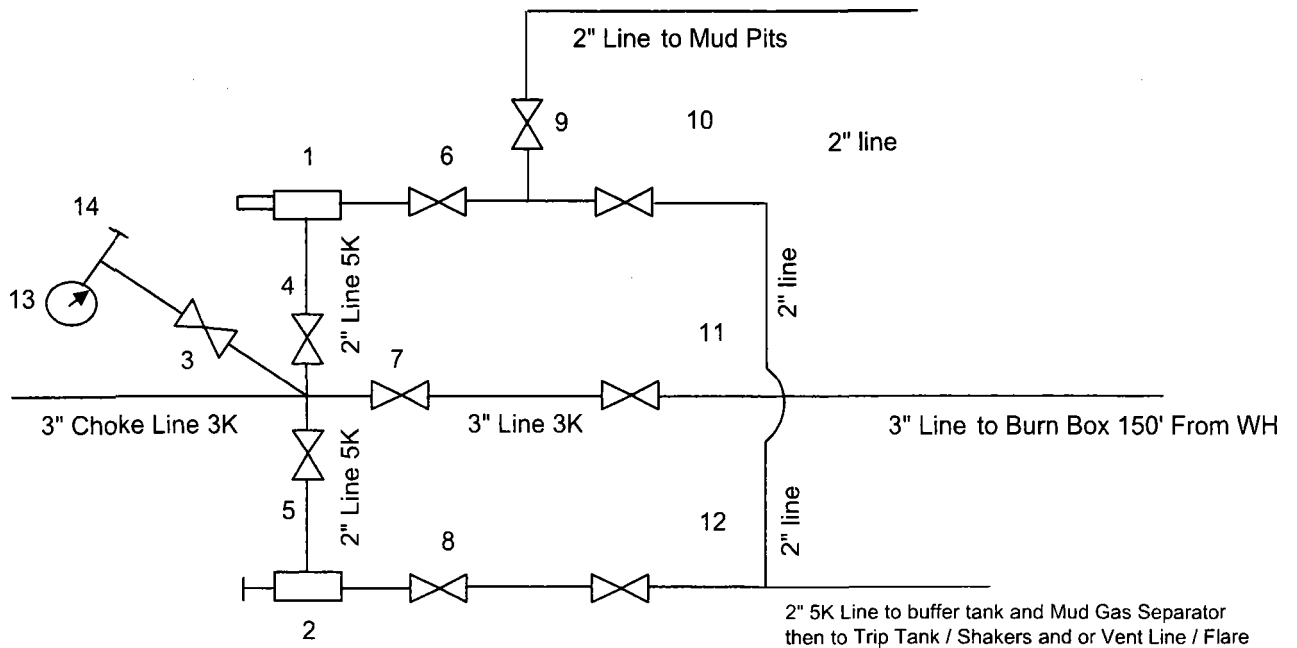 2" Line to Mud Pits
9
10
2" line
1
6
14
4
2" Line 5K
2" line
13
3
11
7
3" Choke Line 3K
3" Line 3K
3" Line to Burn Box 150' From WH
5
2" Line 5K
12
2" line
8
2
2" 5K Line to buffer tank and Mud Gas Separator
then to Trip Tank / Shakers and or Vent Line / Flare